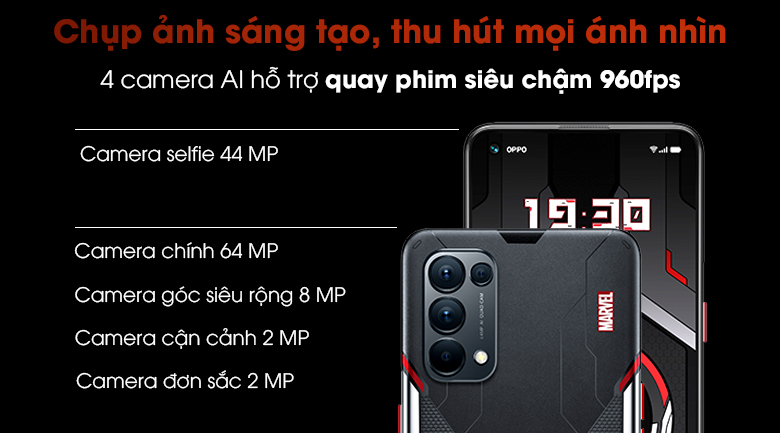 Chụp ảnh sáng tạo, thu hút mọi ánh nhìn
4 camera AI hỗ trợ quay phim siêu chậm 960fps
Camera selfie 44 MP
OPPO
19:30
Camera chính 64 MP
Camera góc siêu rộng 8 MP
Camera cận cảnh 2 MP
Camera đơn sắc 2 MP
MARVEL